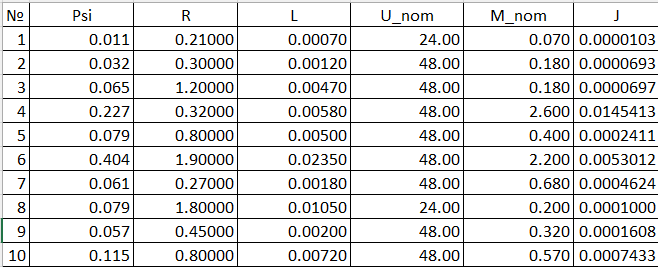 № Psi R L U_nom M_nom J
1 0.011 0.21000 0.00070 24.00 0.070 0.0000103
2 0.032 0.30000 0.00120 48.00 0.180 0.0000693
3 0.065 1.20000 0.00470 48.00 0.180 0.0000697
4 0.227 0.32000 0.00580 48.00 2.600 0.0145413
5 0.079 0.80000 0.00500 48.00 0.400 0.0002411
6 0.404 1.90000 0.02350 48.00 2.200 0.0053012
7 0.061 0.27000 0.00180 48.00 0.680 0.0004624
8 0.079 1.80000 0.01050 24.00 0.200 0.0001000
9 0.057 0.45000 0.00200 48.00 0.320 0.0001608
10 0.115 0.80000 0.00720 48.00 0.570 0.0007433